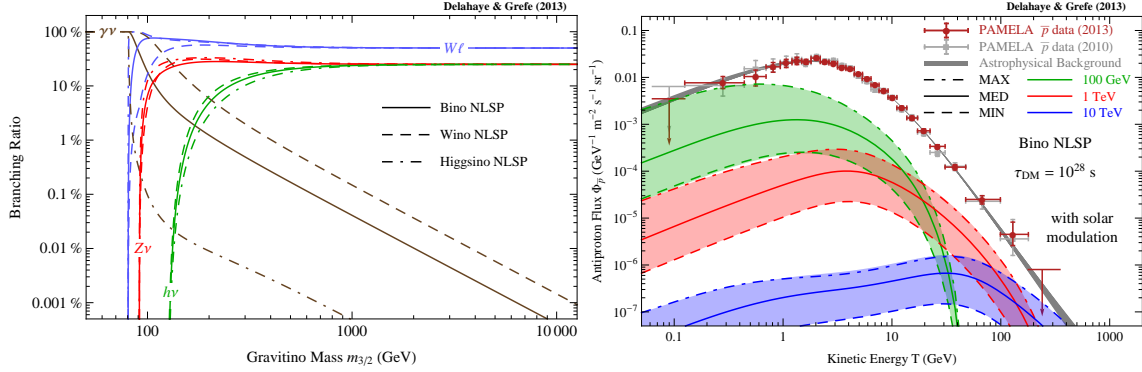 Delahaye & Grefe (2013)
100 %
10 %
1 %
0.1 %
0.01 %
0.001 %
γν
Wℓ
Zν
hν
Bino NLSP
Wino NLSP
Higgsino NLSP
100
1000
10 000
Branching Ratio
Gravitino Mass m3/2 (GeV)
Delahaye & Grefe (2013)
PAMELA p̄ data (2013)
PAMELA p̄ data (2010)
Astrophysical Background
MAX 100 GeV
MED 1 TeV
MIN 10 TeV
Bino NLSP
τDM = 10²⁸ s
with solar
modulation
0.1
0.01
10⁻³
10⁻⁴
10⁻⁵
10⁻⁶
10⁻⁷
0.1 1 10 100 1000
Antiproton Flux Φp̄ (GeV⁻¹ m⁻² s⁻¹ sr⁻¹)
Kinetic Energy T (GeV)